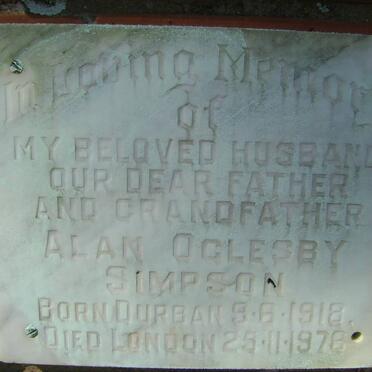 In Loving Memory
of
MY BELOVED HUSBAND
OUR DEAR FATHER
AND GRANDFATHER
ALAN OGLESBY
SIMPSON
BORN DURBAN 9·6·1918.
DIED LONDON 25·11·1976